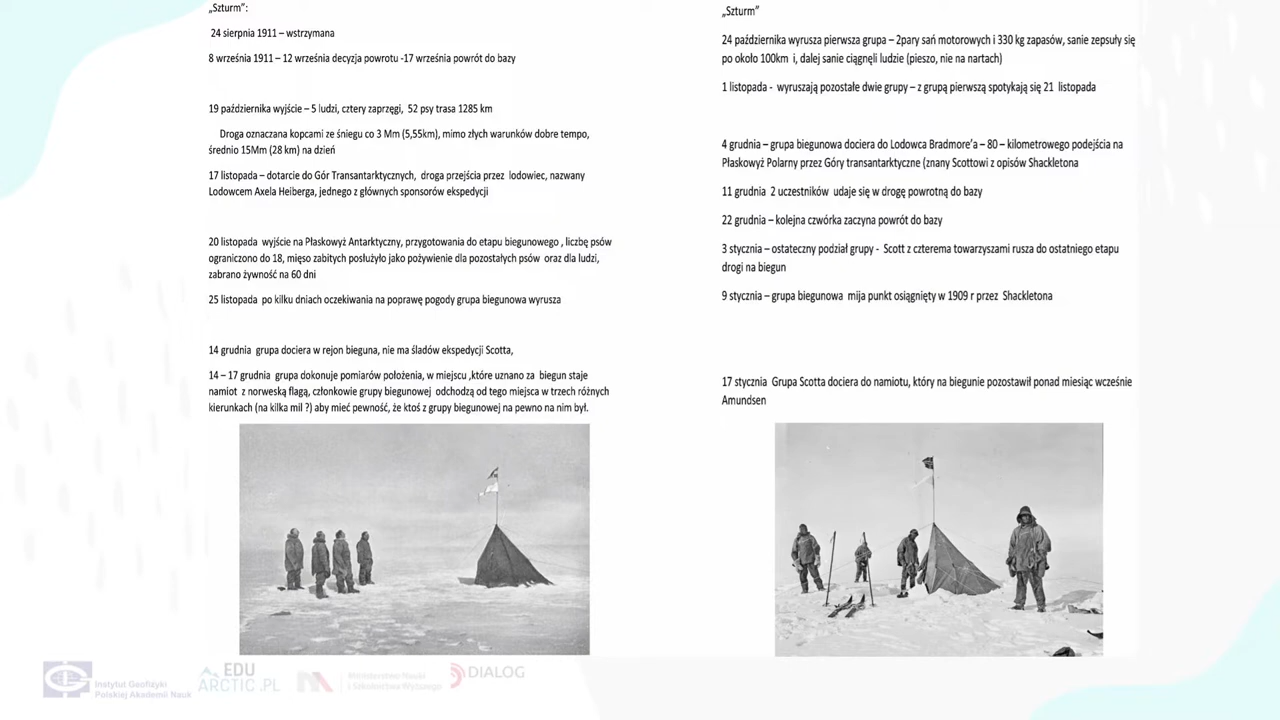 „Szturm”:
24 sierpnia 1911 – wstrzymana
8 września 1911 – 12 września decyzja powrotu -17 września powrót do bazy
19 października wyjście – 5 ludzi, cztery zaprzęgi, 52 psy trasa 1285 km
Droga oznaczana kopcami ze śniegu co 3 Mm (5,55km), mimo złych warunków dobre tempo,
średnio 15Mm (28 km) na dzień
17 listopada – dotarcie do Gór Transantarktycznych, droga przejścia przez lodowiec, nazwany
Lodowcem Axela Heiberga, jednego z głównych sponsorów ekspedycji
20 listopada wyjście na Płaskowyż Antarktyczny, przygotowania do etapu biegunowego , liczbę psów
ograniczono do 18, mięso zabitych posłużyło jako pożywienie dla pozostałych psów oraz dla ludzi,
zabrano żywność na 60 dni
25 listopada po kilku dniach oczekiwania na poprawę pogody grupa biegunowa wyrusza
14 grudnia grupa dociera w rejon bieguna, nie ma śladów ekspedycji Scotta,
14 – 17 grudnia grupa dokonuje pomiarów położenia, w miejscu ,które uznano za biegun staje
namiot z norweską flagą, członkowie grupy biegunowej odchodzą od tego miejsca w trzech różnych
kierunkach (na kilka mil ?) aby mieć pewność, że ktoś z grupy biegunowej na pewno na nim był.
„Szturm”
24 października wyrusza pierwsza grupa – 2pary sań motorowych i 330 kg zapasów, sanie zepsuły się
po około 100km i, dalej sanie ciągnęli ludzie (pieszo, nie na nartach)
1 listopada - wyruszają pozostałe dwie grupy – z grupą pierwszą spotykają się 21 listopada
4 grudnia – grupa biegunowa dociera do Lodowca Bradmore’a – 80 – kilometrowego podejścia na
Płaskowyż Polarny przez Góry transantarktyczne (znany Scottowi z opisów Shackletona
11 grudnia 2 uczestników udaje się w drogę powrotną do bazy
22 grudnia – kolejna czwórka zaczyna powrót do bazy
3 stycznia – ostateczny podział grupy - Scott z czterema towarzyszami rusza do ostatniego etapu
drogi na biegun
9 stycznia – grupa biegunowa mija punkt osiągnięty w 1909 r przez Shackletona
17 stycznia Grupa Scotta dociera do namiotu, który na biegunie pozostawił ponad miesiąc wcześnie
Amundsen
Instytut Geofizyki
Polskiej Akademii Nauk
EDU
ARCTIC.PL
Ministerstwo Nauki
i Szkolnictwa Wyższego
DIALOG